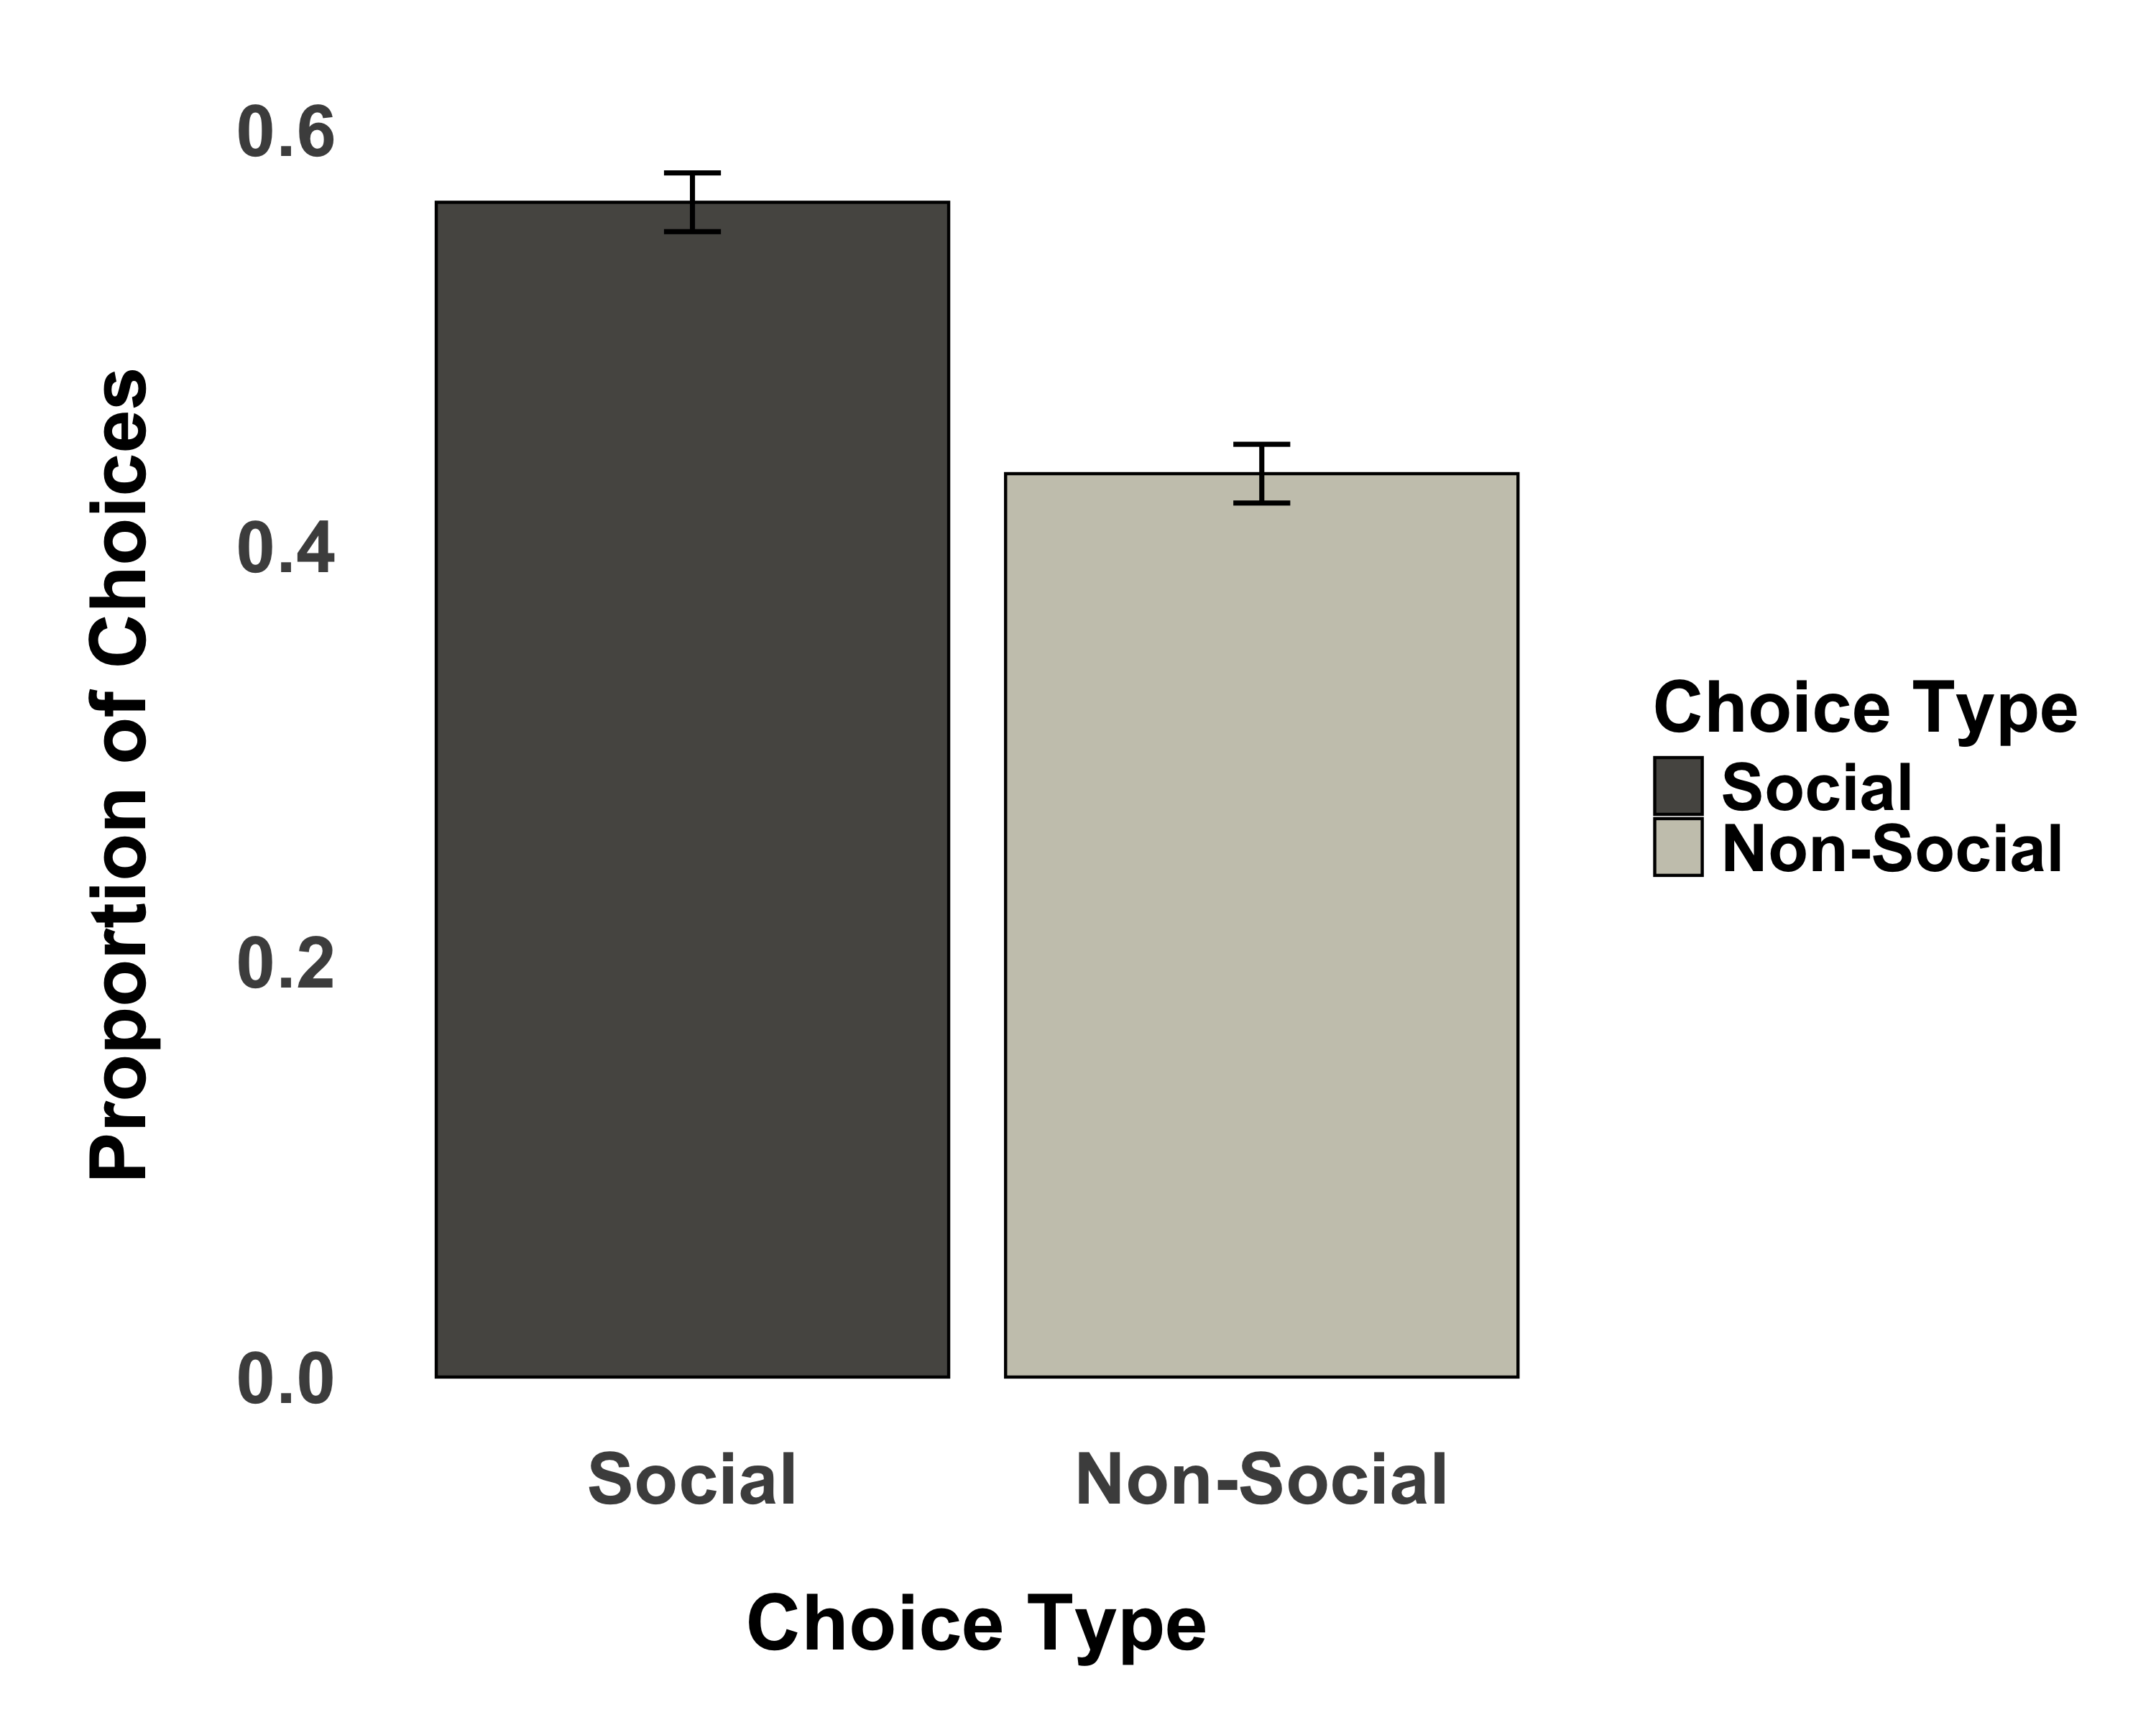 0.6
0.4
0.2
0.0
Proportion of Choices
Social
Non-Social
Choice Type
Choice Type
Social
Non-Social